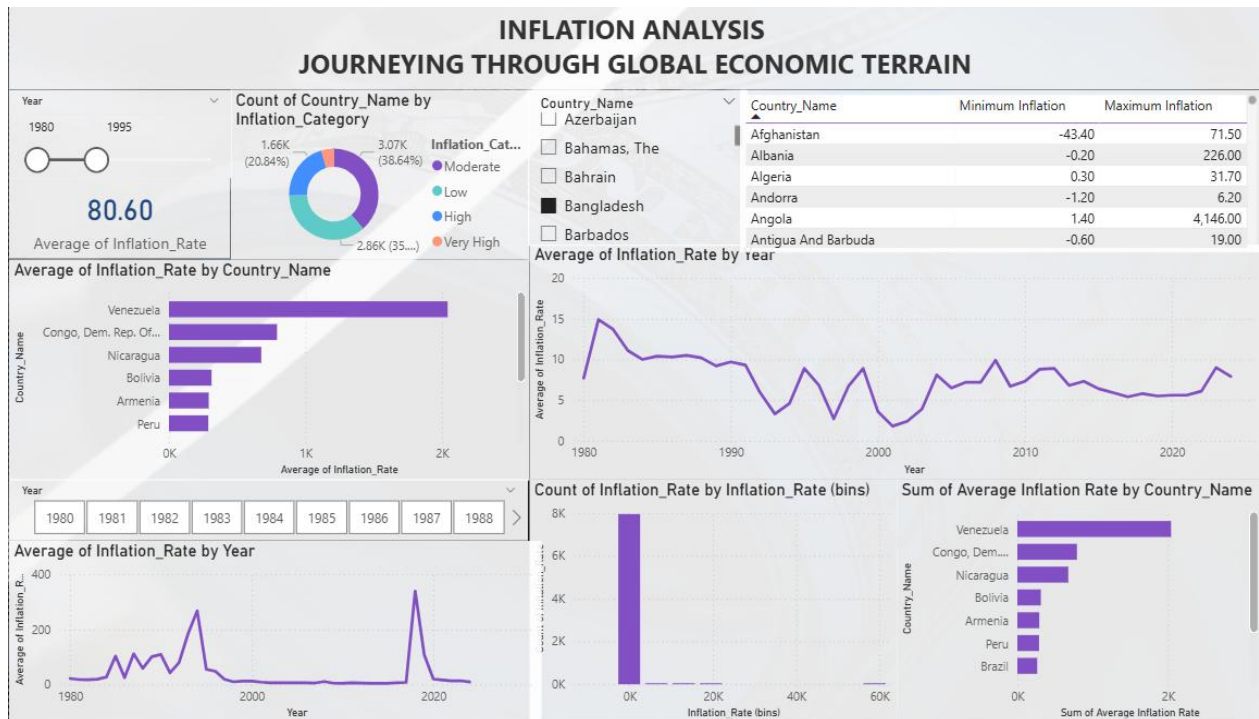 INFLATION ANALYSIS
JOURNEYING THROUGH GLOBAL ECONOMIC TERRAIN
Year
1980 1995
80.60
Average of Inflation_Rate
Count of Country_Name by
Inflation_Category
1.66K
(20.84%)
3.07K
(38.64%)
2.86K (35....)
Inflation_Cat...
Moderate
Low
High
Very High
Country_Name
Azerbaijan
Bahamas, The
Bahrain
Bangladesh
Barbados
Country_Name Minimum Inflation Maximum Inflation
Afghanistan -43.40 71.50
Albania -0.20 226.00
Algeria 0.30 31.70
Andorra -1.20 6.20
Angola 1.40 4,146.00
Antigua And Barbuda -0.60 19.00
Average of Inflation_Rate by Country_Name
Country_Name
Venezuela
Congo, Dem. Rep. Of...
Nicaragua
Bolivia
Armenia
Peru
0K 1K 2K
Average of Inflation_Rate
Average of Inflation_Rate by Year
Average of Inflation_Rate
20
15
10
5
0
1980 1990 2000 2010 2020
Year
Year
1980 1981 1982 1983 1984 1985 1986 1987 1988
Average of Inflation_Rate by Year
Average of Inflation_R...
400
200
0
1980 2000 2020
Year
Count of Inflation_Rate by Inflation_Rate (bins)
8K
6K
4K
2K
0K
0K 20K 40K 60K
Inflation_Rate (bins)
Sum of Average Inflation Rate by Country_Name
Country_Name
Venezuela
Congo, Dem....
Nicaragua
Bolivia
Armenia
Peru
Brazil
0K 2K
Sum of Average Inflation Rate